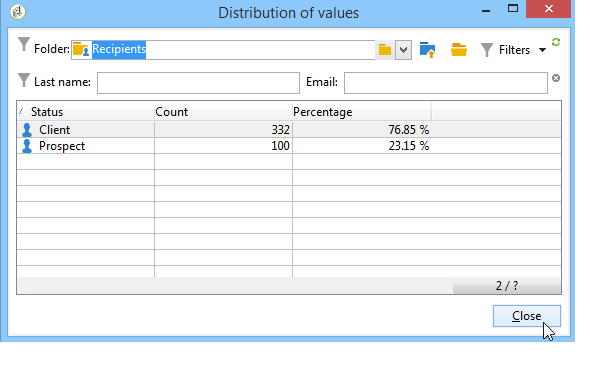 Distribution of values
Folder: Recipients Filters
Last name: Email:
Status Count Percentage
Client 332 76.85 %
Prospect 100 23.15 %
2 / ?
Close